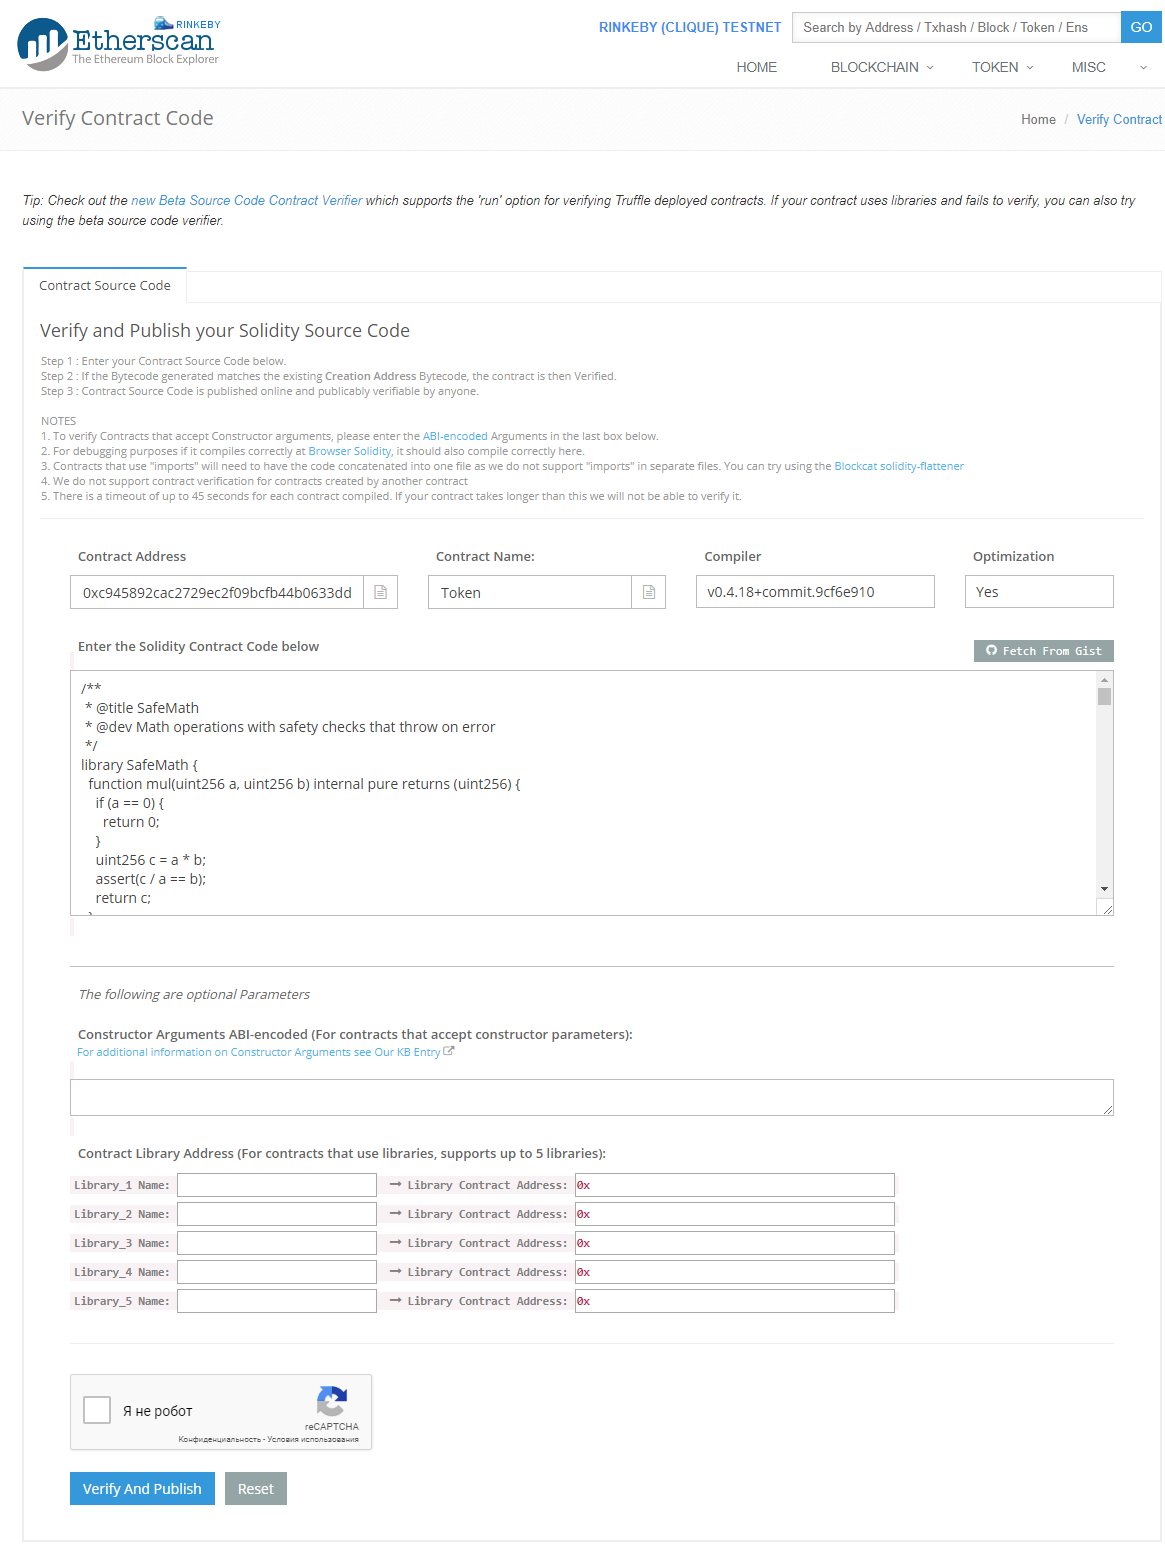 RINKEBY
Etherscan
The Ethereum Block Explorer
RINKEBY (CLIQUE) TESTNET
Search by Address / Txhash / Block / Token / Ens
GO
HOME BLOCKCHAIN TOKEN MISC
Verify Contract Code
Home / Verify Contract
Tip: Check out the new Beta Source Code Contract Verifier which supports the 'run' option for verifying Truffle deployed contracts. If your contract uses libraries and fails to verify, you can also try
using the beta source code verifier.
Contract Source Code
Verify and Publish your Solidity Source Code
Step 1 : Enter your Contract Source Code below.
Step 2 : If the Bytecode generated matches the existing Creation Address Bytecode, the contract is then Verified.
Step 3 : Contract Source Code is published online and publicably verifiable by anyone.
NOTES
1. To verify Contracts that accept Constructor arguments, please enter the ABI-encoded Arguments in the last box below.
2. For debugging purposes if it compiles correctly at Browser Solidity, it should also compile correctly here.
3. Contracts that use "imports" will need to have the code concatenated into one file as we do not support "imports" in separate files. You can try using the Blockcat solidity-flattener
4. We do not support contract verification for contracts created by another contract
5. There is a timeout of up to 45 seconds for each contract compiled. If your contract takes longer than this we will not be able to verify it.
Contract Address Contract Name: Compiler Optimization
0xc945892cac2729ec2f09bcfb44b0633dd Token v0.4.18+commit.9cf6e910 Yes
Enter the Solidity Contract Code below
Fetch From Gist
/**
* @title SafeMath
* @dev Math operations with safety checks that throw on error
*/
library SafeMath {
function mul(uint256 a, uint256 b) internal pure returns (uint256) {
if (a == 0) {
return 0;
}
uint256 c = a * b;
assert(c / a == b);
return c;
}
The following are optional Parameters
Constructor Arguments ABI-encoded (For contracts that accept constructor parameters):
For additional information on Constructor Arguments see Our KB Entry
Contract Library Address (For contracts that use libraries, supports up to 5 libraries):
Library_1 Name: → Library Contract Address: 0x
Library_2 Name: → Library Contract Address: 0x
Library_3 Name: → Library Contract Address: 0x
Library_4 Name: → Library Contract Address: 0x
Library_5 Name: → Library Contract Address: 0x
Я не робот
reCAPTCHA
Конфиденциальность - Условия использования
Verify And Publish
Reset